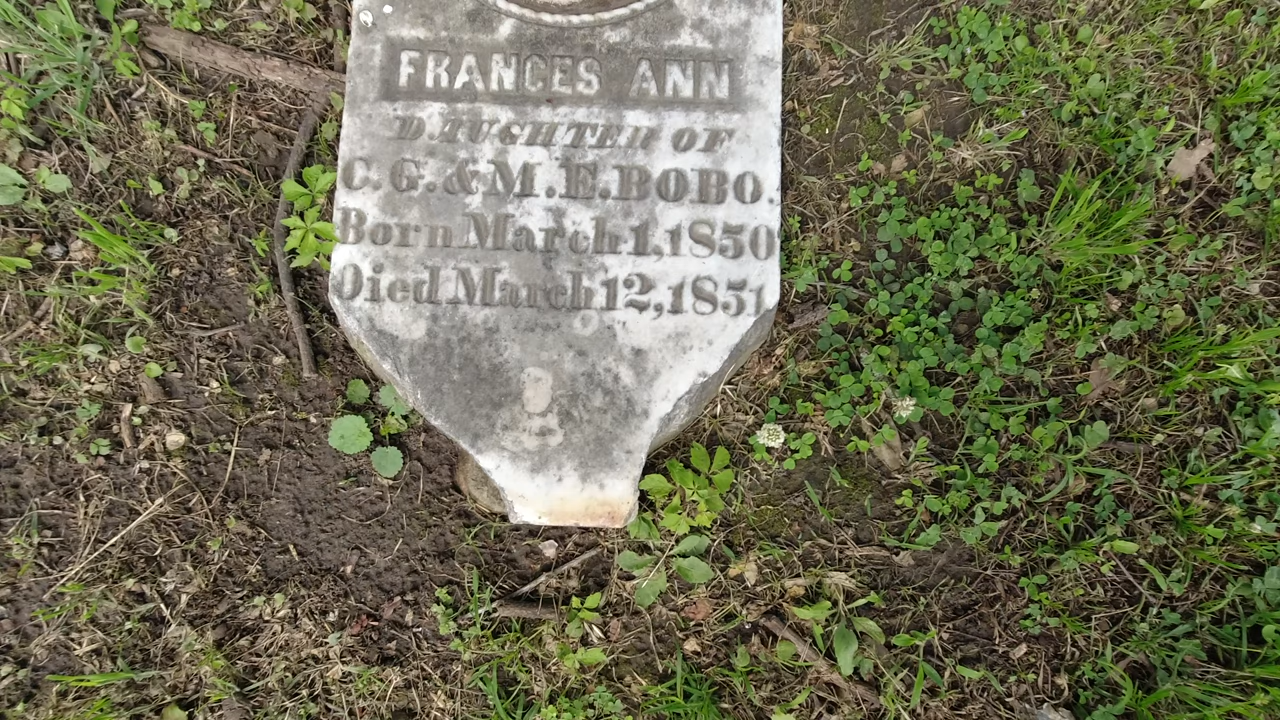 FRANCES ANN
DAUGHTER OF
C. G. & M. E. BOBO.
Born March 1, 1850
Died March 12, 1851